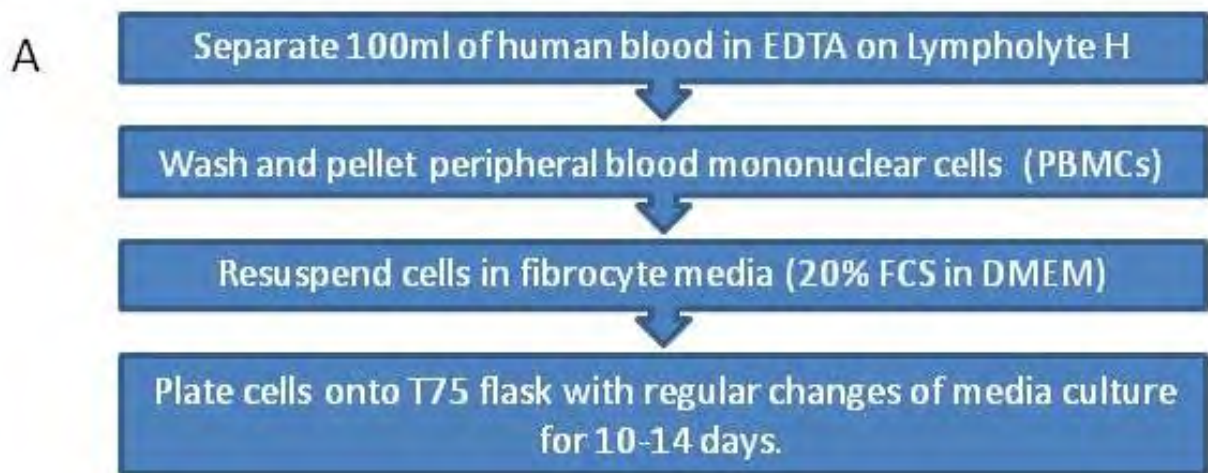 A
Separate 100ml of human blood in EDTA on Lympholyte H
Wash and pellet peripheral blood mononuclear cells (PBMCs)
Resuspend cells in fibrocyte media (20% FCS in DMEM)
Plate cells onto T75 flask with regular changes of media culture
for 10-14 days.